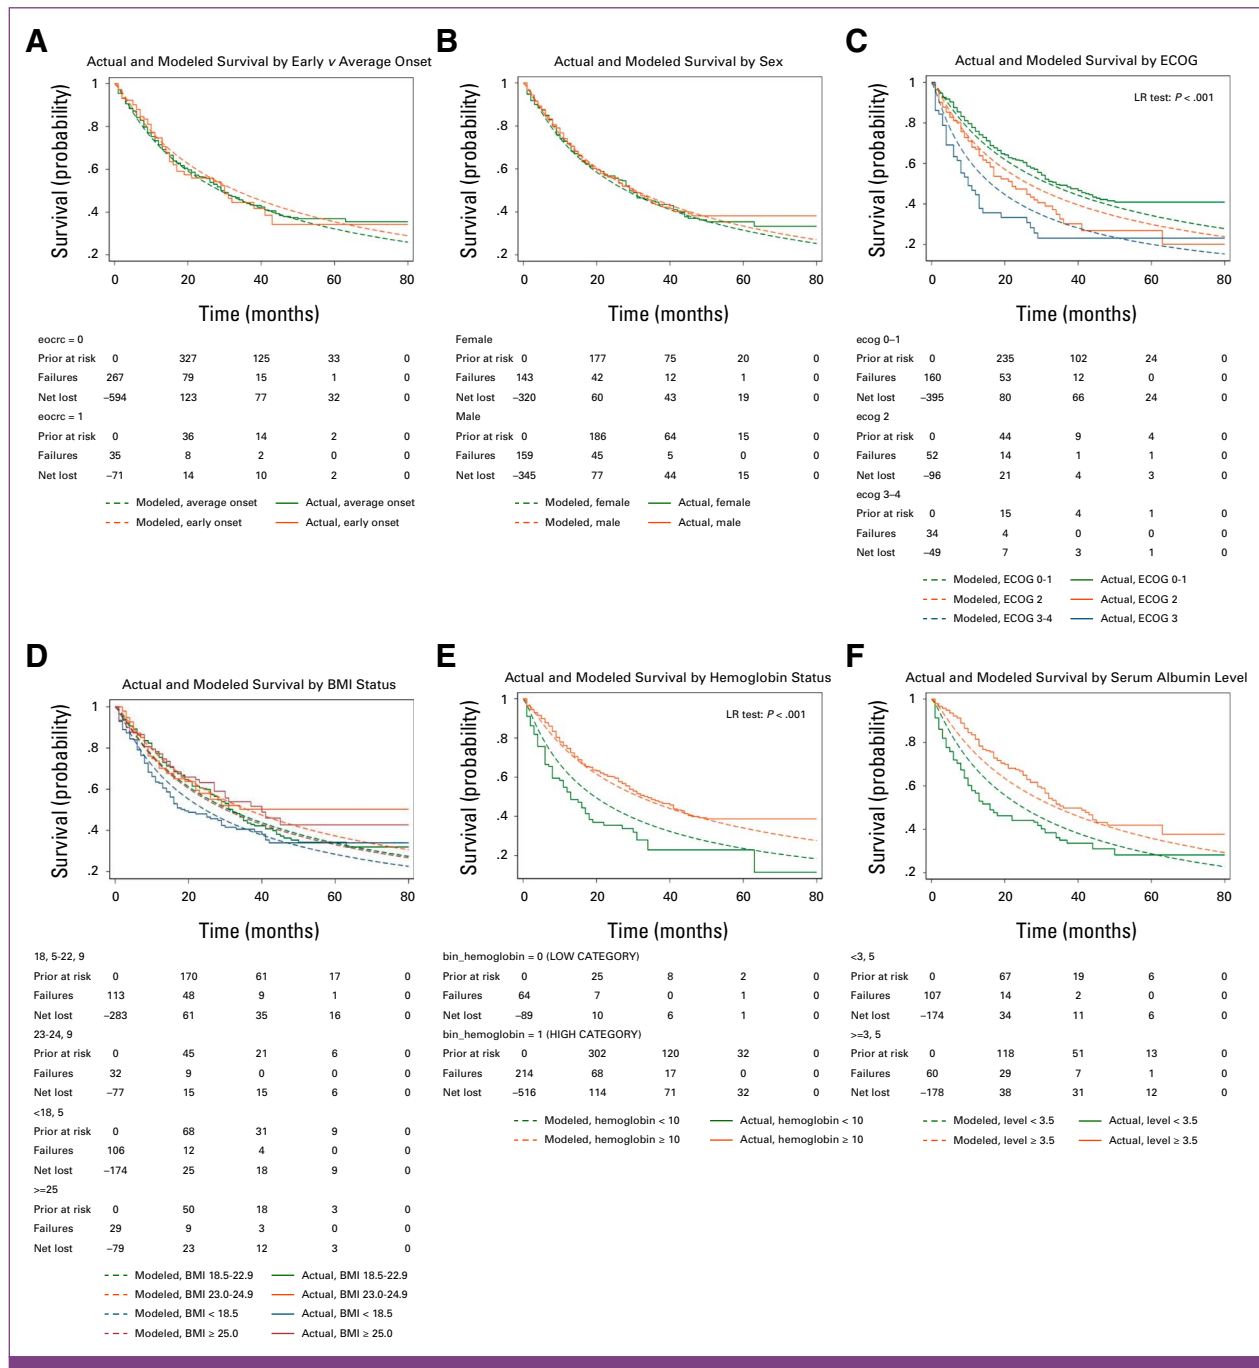 A
Actual and Modeled Survival by Early v Average Onset
Survival (probability)
1
.8
.6
.4
.2
0 20 40 60 80
Time (months)
eocrc = 0
Prior at risk 0 327 125 33 0
Failures 267 79 15 1 0
Net lost –594 123 77 32 0
eocrc = 1
Prior at risk 0 36 14 2 0
Failures 35 8 2 0 0
Net lost –71 14 10 2 0
Modeled, average onset Actual, average onset
Modeled, early onset Actual, early onset
B
Actual and Modeled Survival by Sex
Survival (probability)
1
.8
.6
.4
.2
0 20 40 60 80
Time (months)
Female
Prior at risk 0 177 75 20 0
Failures 143 42 12 1 0
Net lost –320 60 43 19 0
Male
Prior at risk 0 186 64 15 0
Failures 159 45 5 0 0
Net lost –345 77 44 15 0
Modeled, female Actual, female
Modeled, male Actual, male
C
Actual and Modeled Survival by ECOG
LR test: P < .001
Survival (probability)
1
.8
.6
.4
.2
0 20 40 60 80
Time (months)
ecog 0–1
Prior at risk 0 235 102 24 0
Failures 160 53 12 0 0
Net lost –395 80 66 24 0
ecog 2
Prior at risk 0 44 9 4 0
Failures 52 14 1 1 0
Net lost –96 21 4 3 0
ecog 3–4
Prior at risk 0 15 4 1 0
Failures 34 4 0 0 0
Net lost –49 7 3 1 0
Modeled, ECOG 0-1 Actual, ECOG 0-1
Modeled, ECOG 2 Actual, ECOG 2
Modeled, ECOG 3-4 Actual, ECOG 3
D
Actual and Modeled Survival by BMI Status
Survival (probability)
1
.8
.6
.4
.2
0 20 40 60 80
Time (months)
18, 5-22, 9
Prior at risk 0 170 61 17 0
Failures 113 48 9 1 0
Net lost –283 61 35 16 0
23-24, 9
Prior at risk 0 45 21 6 0
Failures 32 9 0 0 0
Net lost –77 15 15 6 0
<18, 5
Prior at risk 0 68 31 9 0
Failures 106 12 4 0 0
Net lost –174 25 18 9 0
>=25
Prior at risk 0 50 18 3 0
Failures 29 9 3 0 0
Net lost –79 23 12 3 0
Modeled, BMI 18.5-22.9 Actual, BMI 18.5-22.9
Modeled, BMI 23.0-24.9 Actual, BMI 23.0-24.9
Modeled, BMI < 18.5 Actual, BMI < 18.5
Modeled, BMI ≥ 25.0 Actual, BMI ≥ 25.0
E
Actual and Modeled Survival by Hemoglobin Status
LR test: P < .001
Survival (probability)
1
.8
.6
.4
.2
0 20 40 60 80
Time (months)
bin_hemoglobin = 0 (LOW CATEGORY)
Prior at risk 0 25 8 2 0
Failures 64 7 0 1 0
Net lost –89 10 6 1 0
bin_hemoglobin = 1 (HIGH CATEGORY)
Prior at risk 0 302 120 32 0
Failures 214 68 17 0 0
Net lost –516 114 71 32 0
Modeled, hemoglobin < 10 Actual, hemoglobin < 10
Modeled, hemoglobin ≥ 10 Actual, hemoglobin ≥ 10
F
Actual and Modeled Survival by Serum Albumin Level
Survival (probability)
1
.8
.6
.4
.2
0 20 40 60 80
Time (months)
<3, 5
Prior at risk 0 67 19 6 0
Failures 107 14 2 0 0
Net lost –174 34 11 6 0
>=3, 5
Prior at risk 0 118 51 13 0
Failures 60 29 7 1 0
Net lost –178 38 31 12 0
Modeled, level < 3.5 Actual, level < 3.5
Modeled, level ≥ 3.5 Actual, level ≥ 3.5